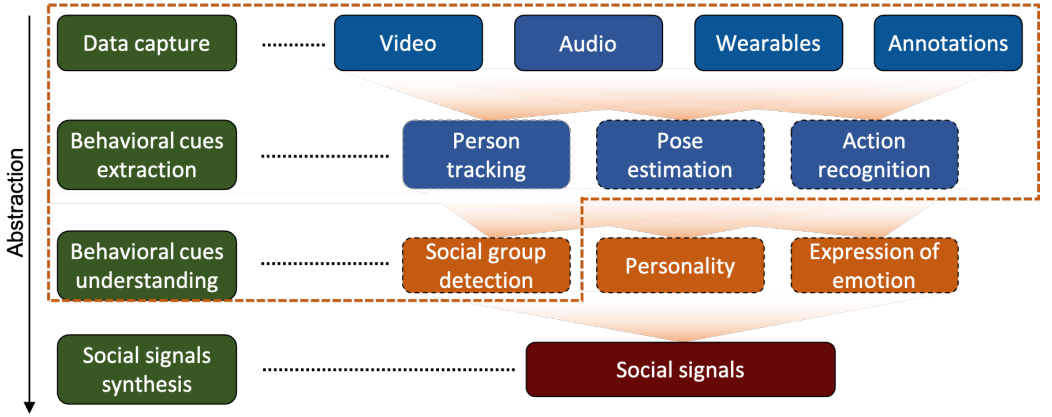 Data capture
Video
Audio
Wearables
Annotations
Behavioral cues
extraction
Person
tracking
Pose
estimation
Action
recognition
Abstraction
Behavioral cues
understanding
Social group
detection
Personality
Expression of
emotion
Social signals
synthesis
Social signals